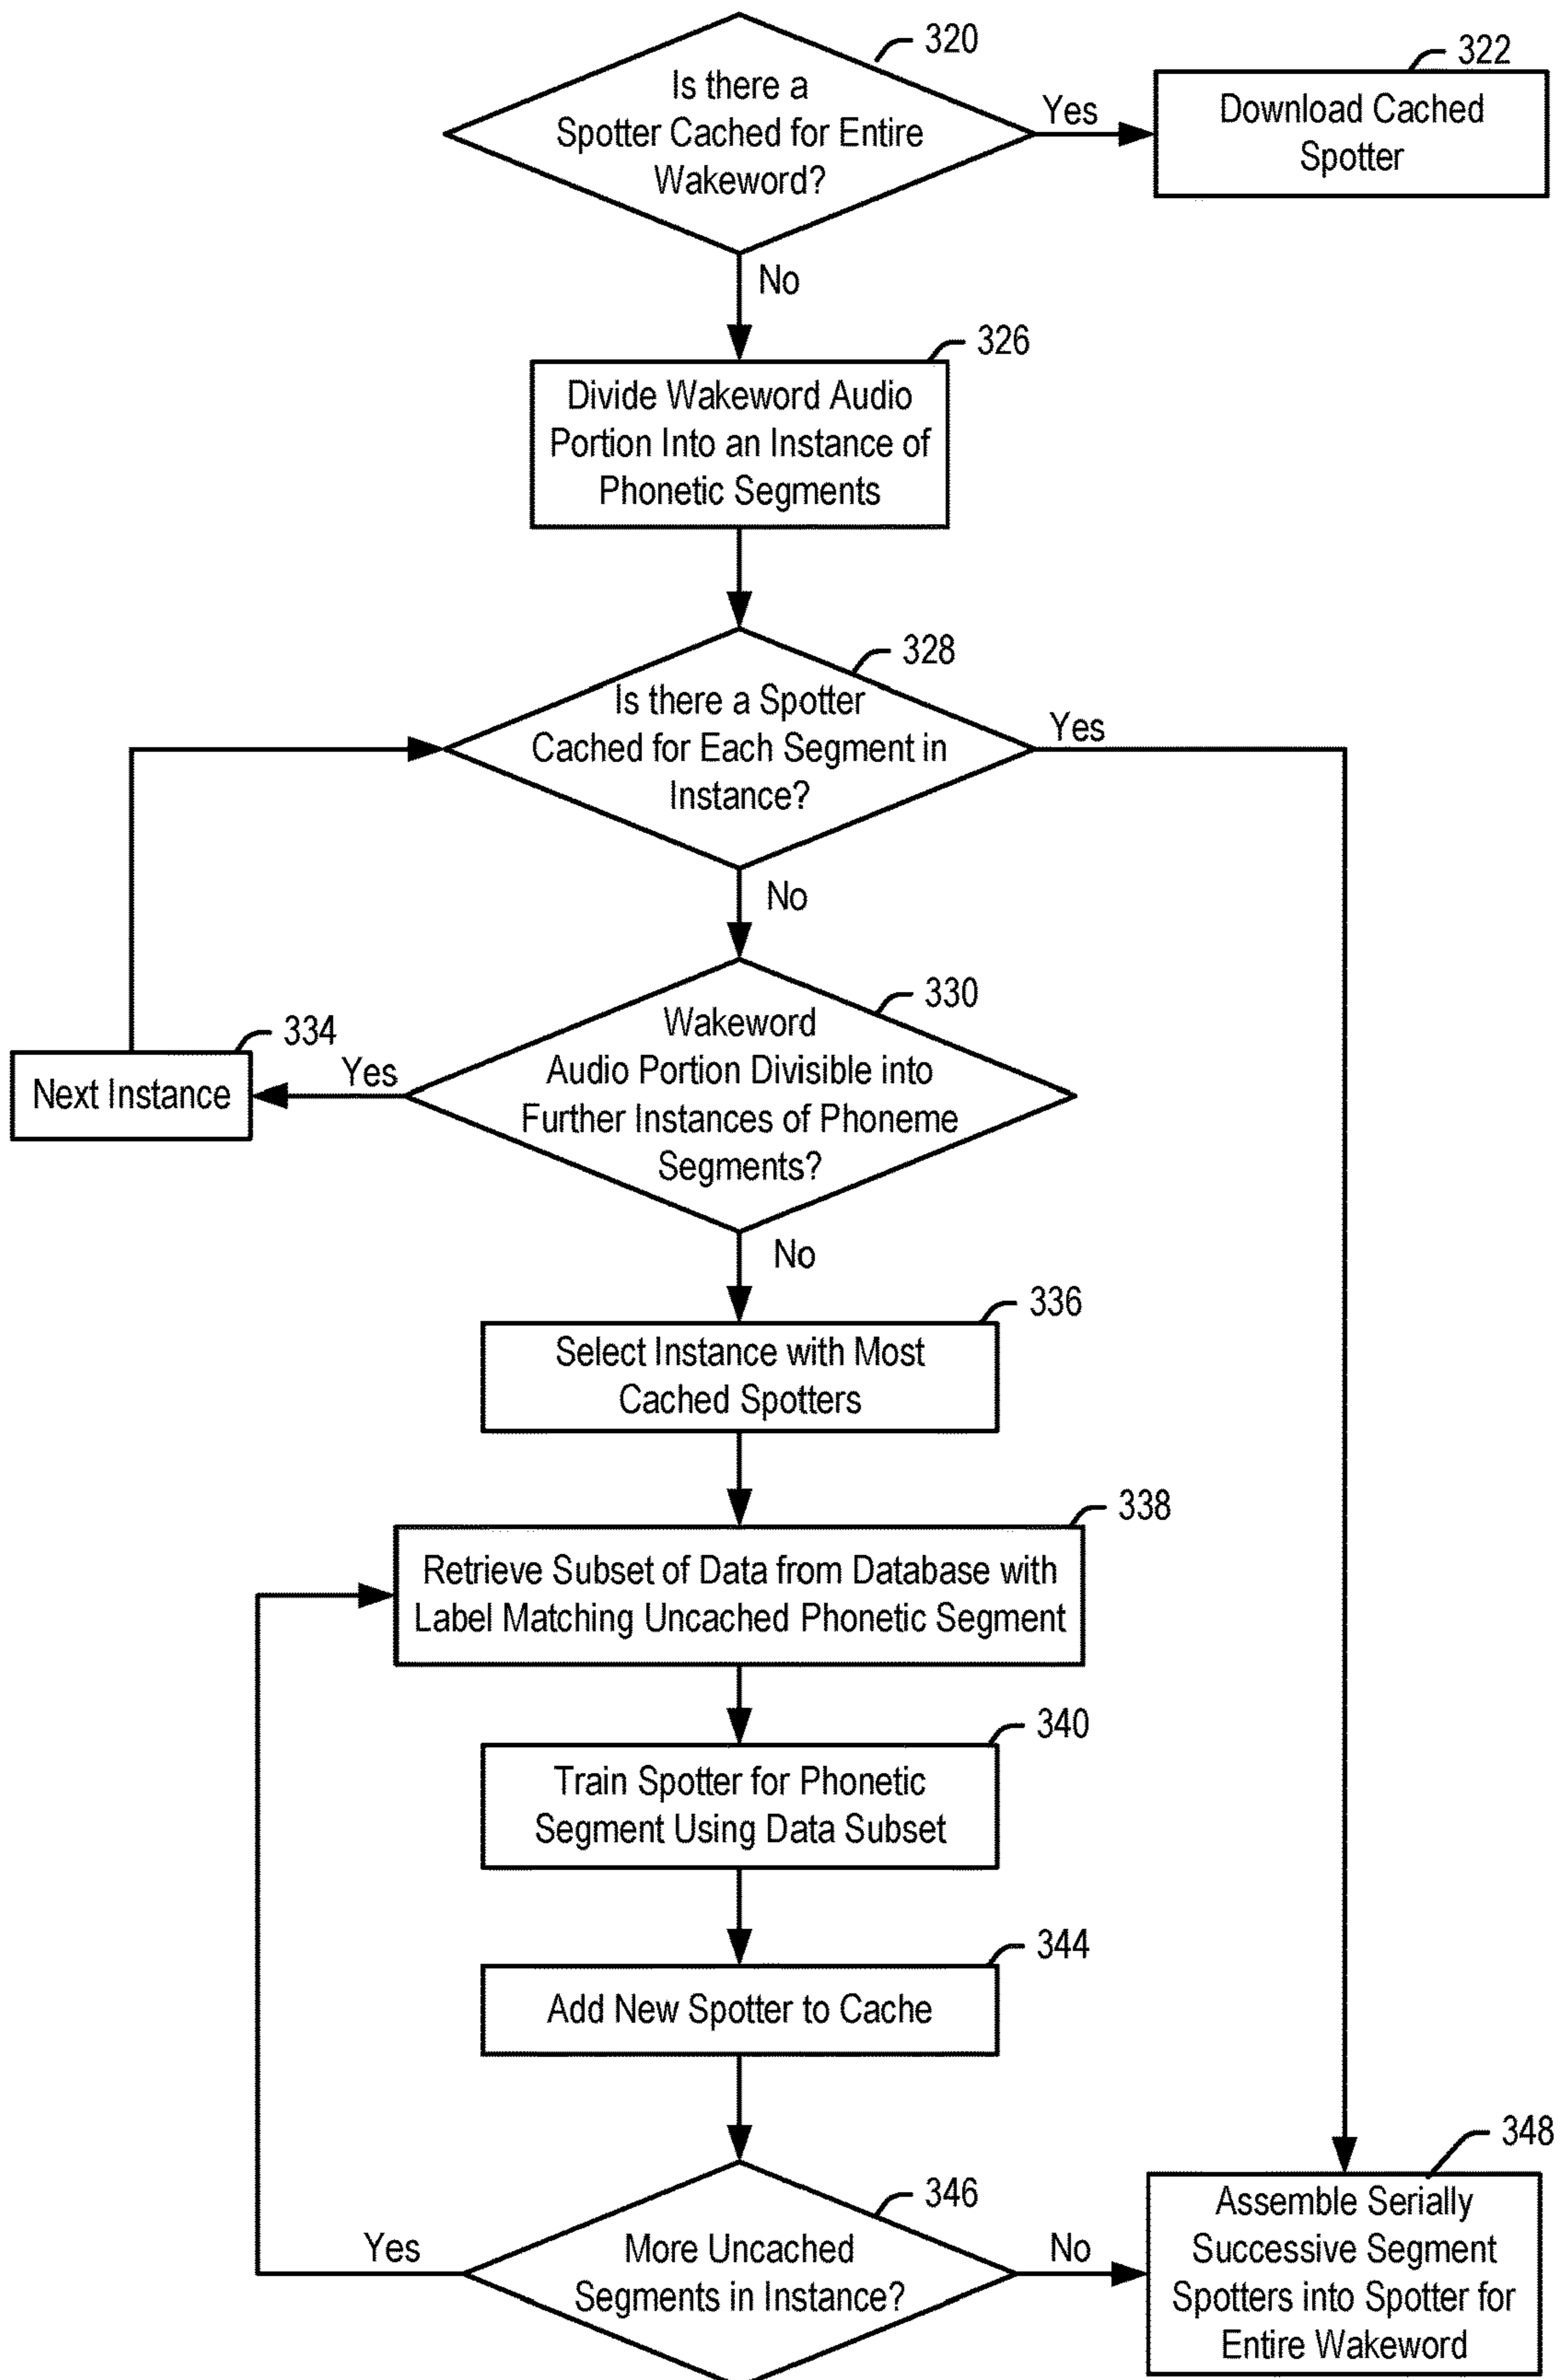 320
Is there a
Spotter Cached for Entire
Wakeword?
Yes
322
Download Cached
Spotter
No
326
Divide Wakeword Audio
Portion Into an Instance of
Phonetic Segments
328
Is there a Spotter
Cached for Each Segment in
Instance?
Yes
No
330
Wakeword
Audio Portion Divisible into
Further Instances of Phoneme
Segments?
Yes
334
Next Instance
No
336
Select Instance with Most
Cached Spotters
338
Retrieve Subset of Data from Database with
Label Matching Uncached Phonetic Segment
340
Train Spotter for Phonetic
Segment Using Data Subset
344
Add New Spotter to Cache
346
More Uncached
Segments in Instance?
Yes
No
348
Assemble Serially
Successive Segment
Spotters into Spotter for
Entire Wakeword